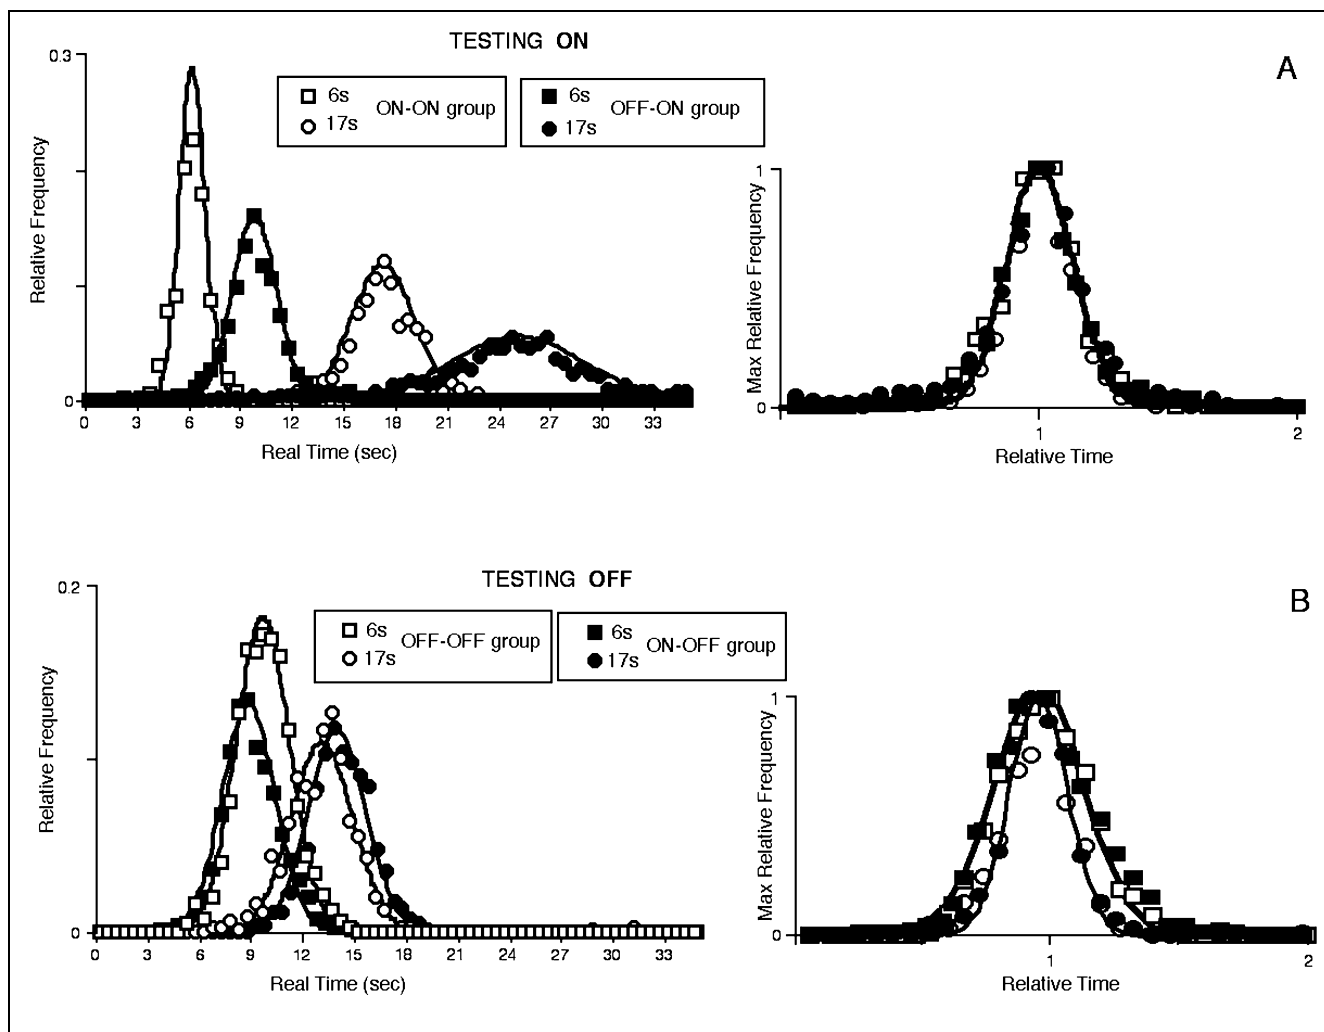 TESTING ON
A
6s
17s
ON-ON group
6s
17s
OFF-ON group
0.3
0
Relative Frequency
0 3 6 9 12 15 18 21 24 27 30 33
Real Time (sec)
1
0
Max Relative Frequency
1 2
Relative Time
TESTING OFF
B
6s
17s
OFF-OFF group
6s
17s
ON-OFF group
0.2
0
Relative Frequency
0 3 6 9 12 15 18 21 24 27 30 33
Real Time (sec)
1
0
Max Relative Frequency
1 2
Relative Time